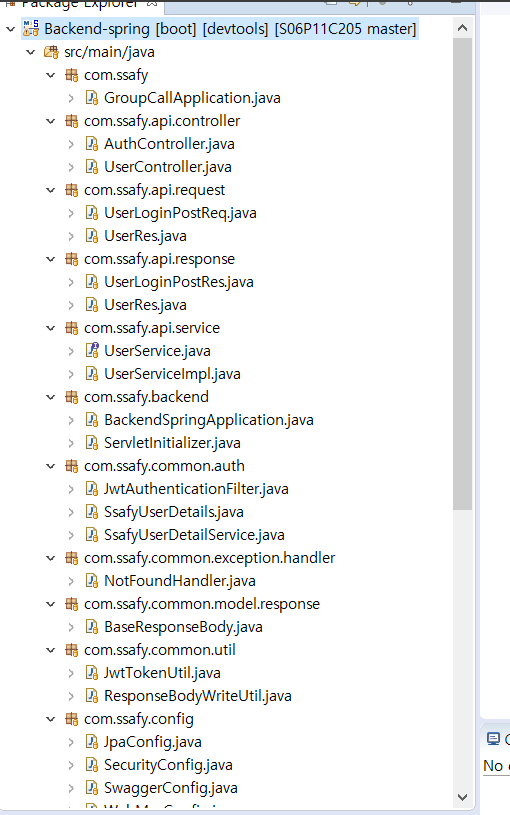 Package Explorer
Backend-spring [boot] [devtools] [S06P11C205 master]
src/main/java
com.ssafy
GroupCallApplication.java
com.ssafy.api.controller
AuthController.java
UserController.java
com.ssafy.api.request
UserLoginPostReq.java
UserRes.java
com.ssafy.api.response
UserLoginPostRes.java
UserRes.java
com.ssafy.api.service
UserService.java
UserServiceImpl.java
com.ssafy.backend
BackendSpringApplication.java
ServletInitializer.java
com.ssafy.common.auth
JwtAuthenticationFilter.java
SsafyUserDetails.java
SsafyUserDetailService.java
com.ssafy.common.exception.handler
NotFoundHandler.java
com.ssafy.common.model.response
BaseResponseBody.java
com.ssafy.common.util
JwtTokenUtil.java
ResponseBodyWriteUtil.java
com.ssafy.config
JpaConfig.java
SecurityConfig.java
SwaggerConfig.java
No